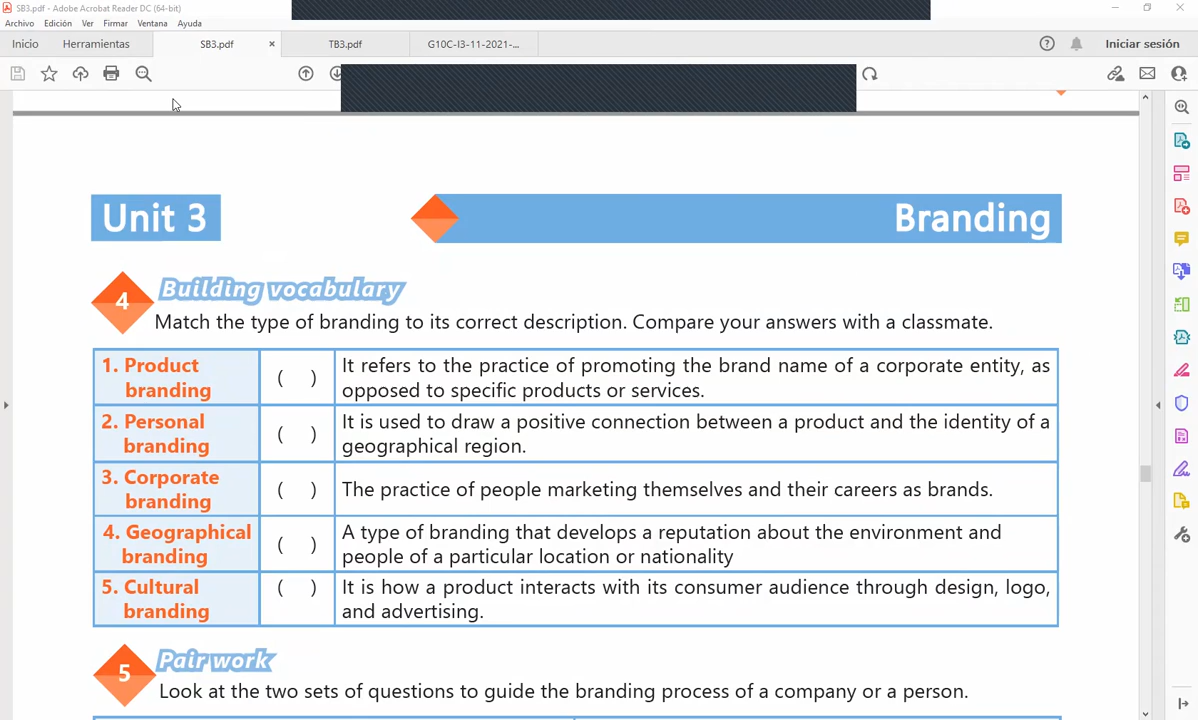 SB3.pdf - Adobe Acrobat Reader DC (64-bit)
Archivo Edición Ver Firmar Ventana Ayuda
Inicio Herramientas SB3.pdf × TB3.pdf G10C-I3-11-2021-... Iniciar sesión
Unit 3 Branding
4 Building vocabulary
Match the type of branding to its correct description. Compare your answers with a classmate.
1. Product branding ( ) It refers to the practice of promoting the brand name of a corporate entity, as
opposed to specific products or services.
2. Personal branding ( ) It is used to draw a positive connection between a product and the identity of a
geographical region.
3. Corporate branding ( ) The practice of people marketing themselves and their careers as brands.
4. Geographical branding ( ) A type of branding that develops a reputation about the environment and
people of a particular location or nationality
5. Cultural branding ( ) It is how a product interacts with its consumer audience through design, logo,
and advertising.
5 Pair work
Look at the two sets of questions to guide the branding process of a company or a person.